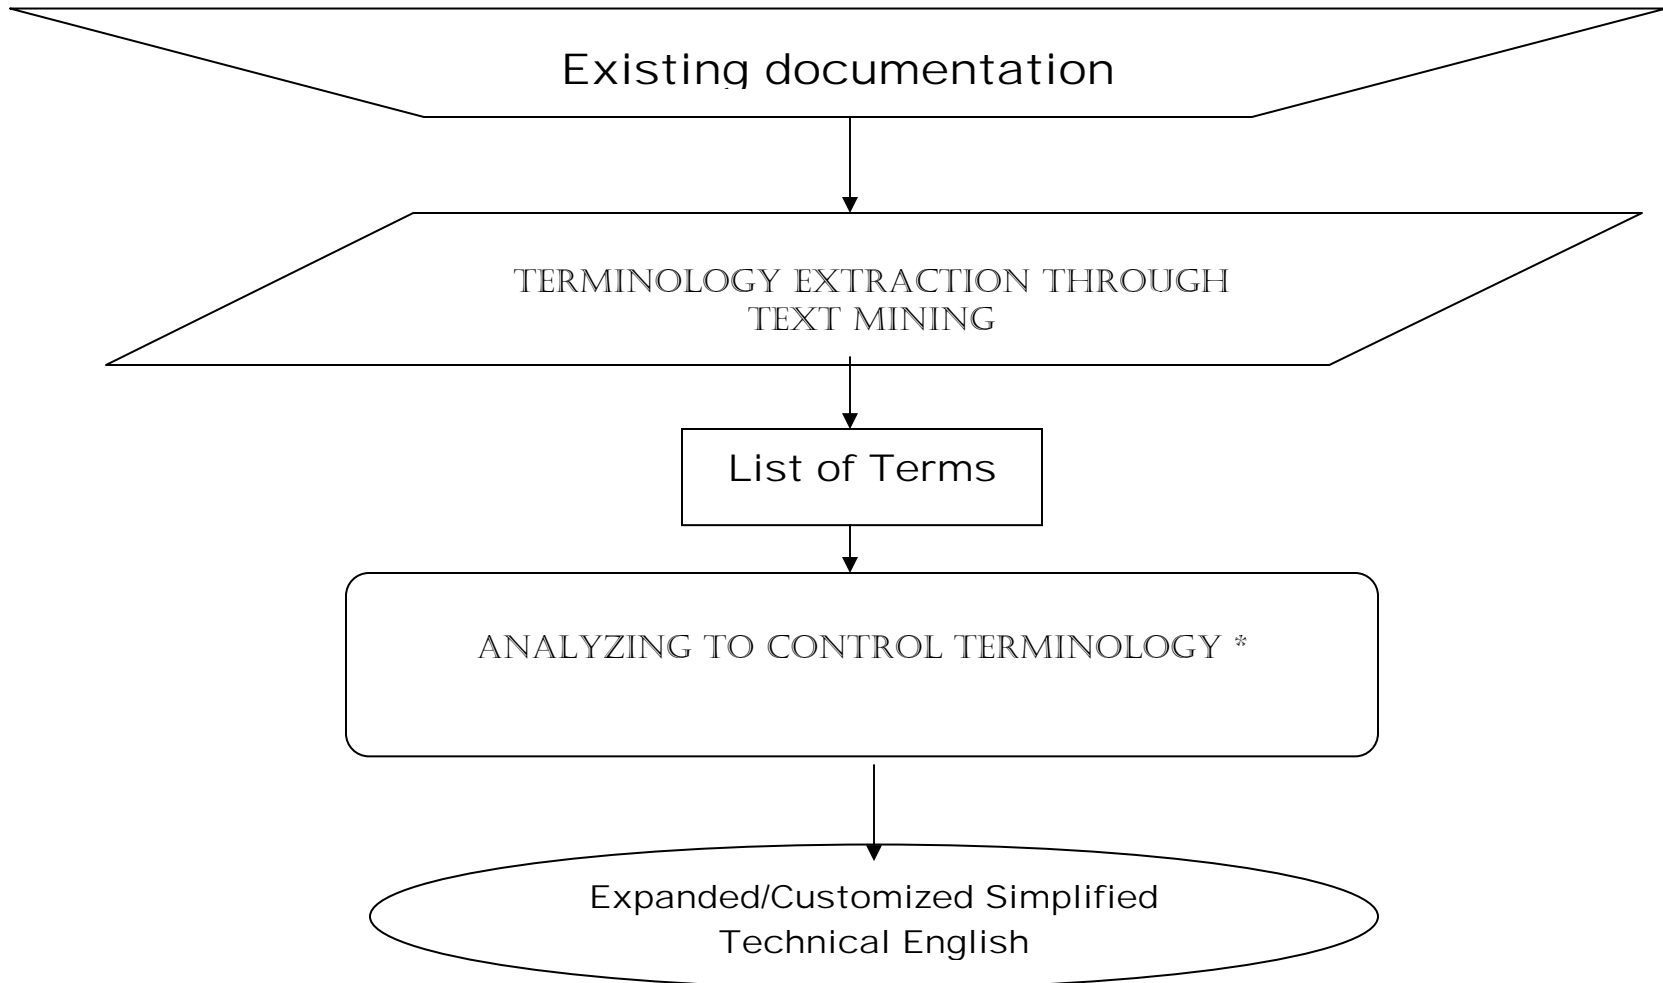 Existing documentation
TERMINOLOGY EXTRACTION THROUGH
TEXT MINING
List of Terms
ANALYZING TO CONTROL TERMINOLOGY *
Expanded/Customized Simplified
Technical English